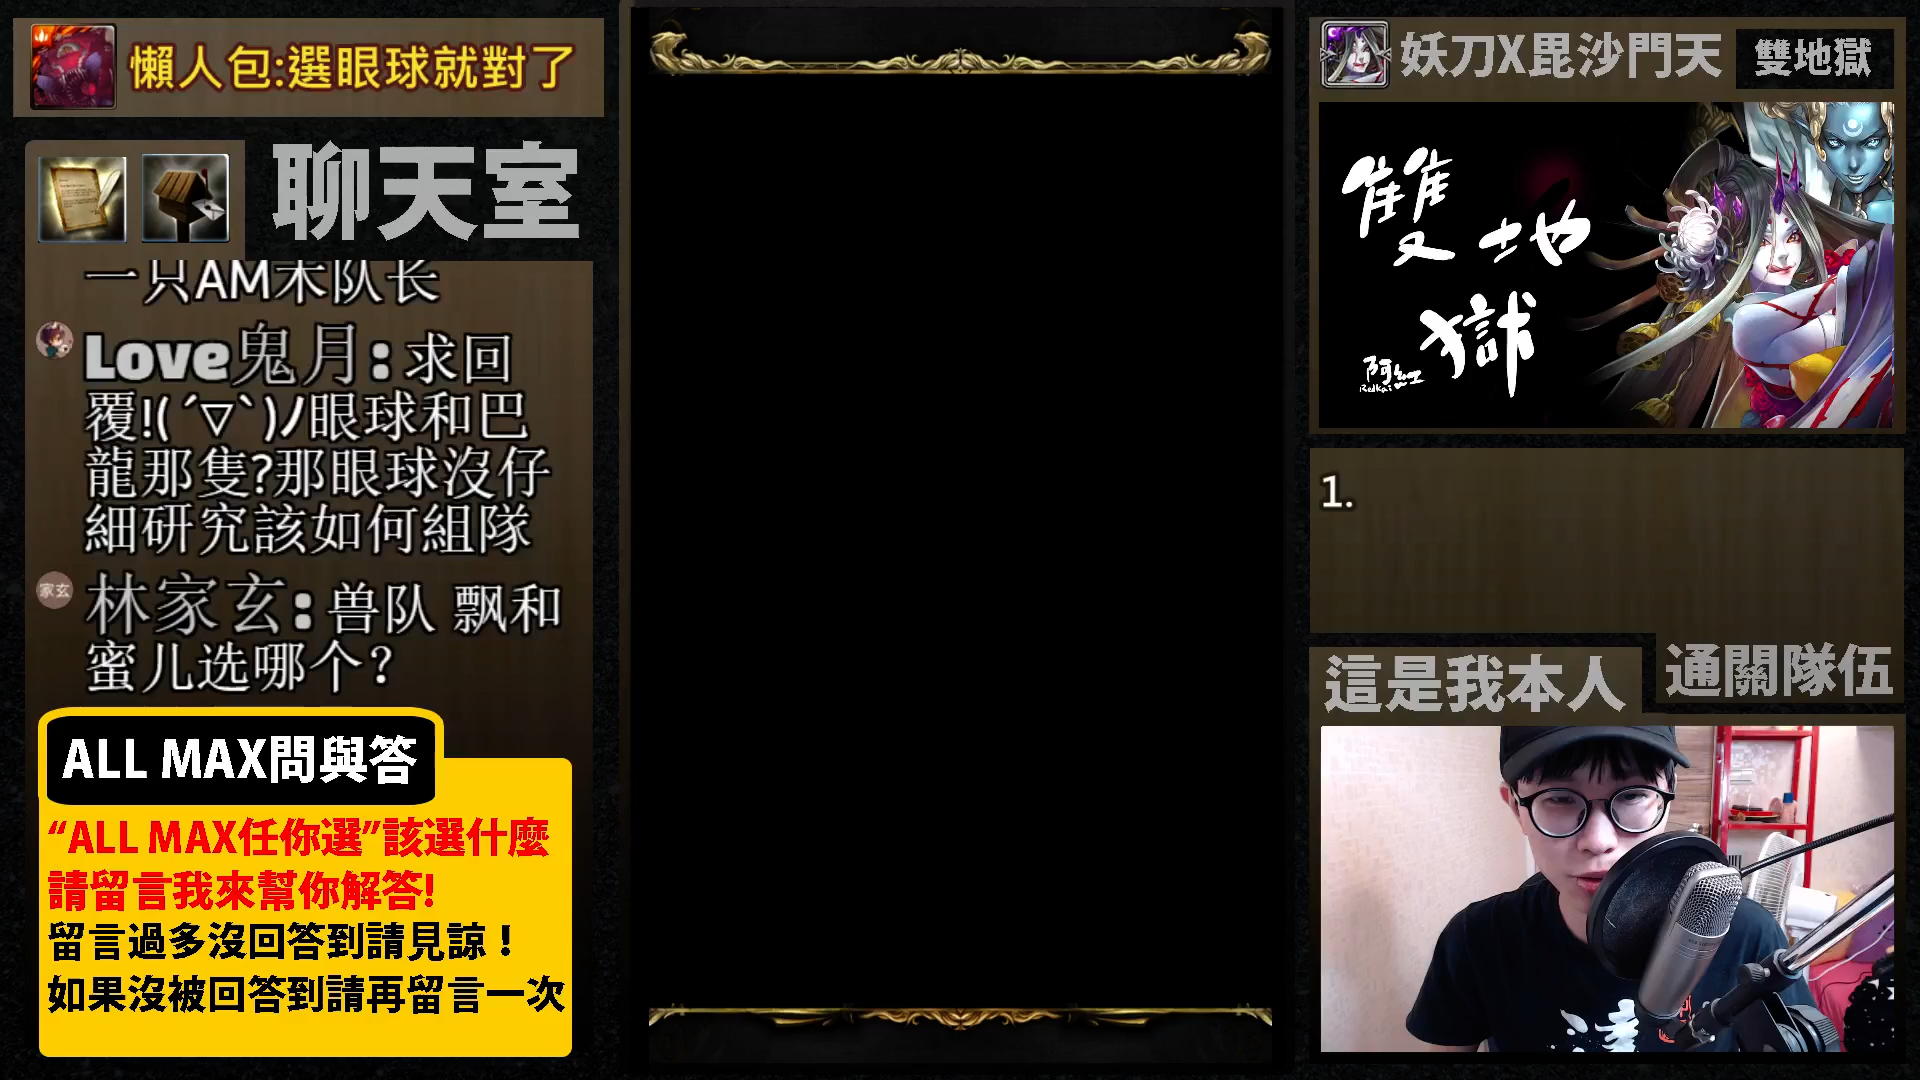 懶人包:選眼球就對了
聊天室
一只AM木队长
Love鬼月: 求回
覆!(´▽`)ﾉ眼球和巴
龍那隻?那眼球沒仔
細研究該如何組隊
家玄
林家玄: 兽队 飘和
蜜儿选哪个?
ALL MAX問與答
“ALL MAX任你選”該選什麼
請留言我來幫你解答!
留言過多沒回答到請見諒！
如果沒被回答到請再留言一次
妖刀X毘沙門天
雙地獄
雙地
獄
阿紅
RedKai
1.
通關隊伍
這是我本人